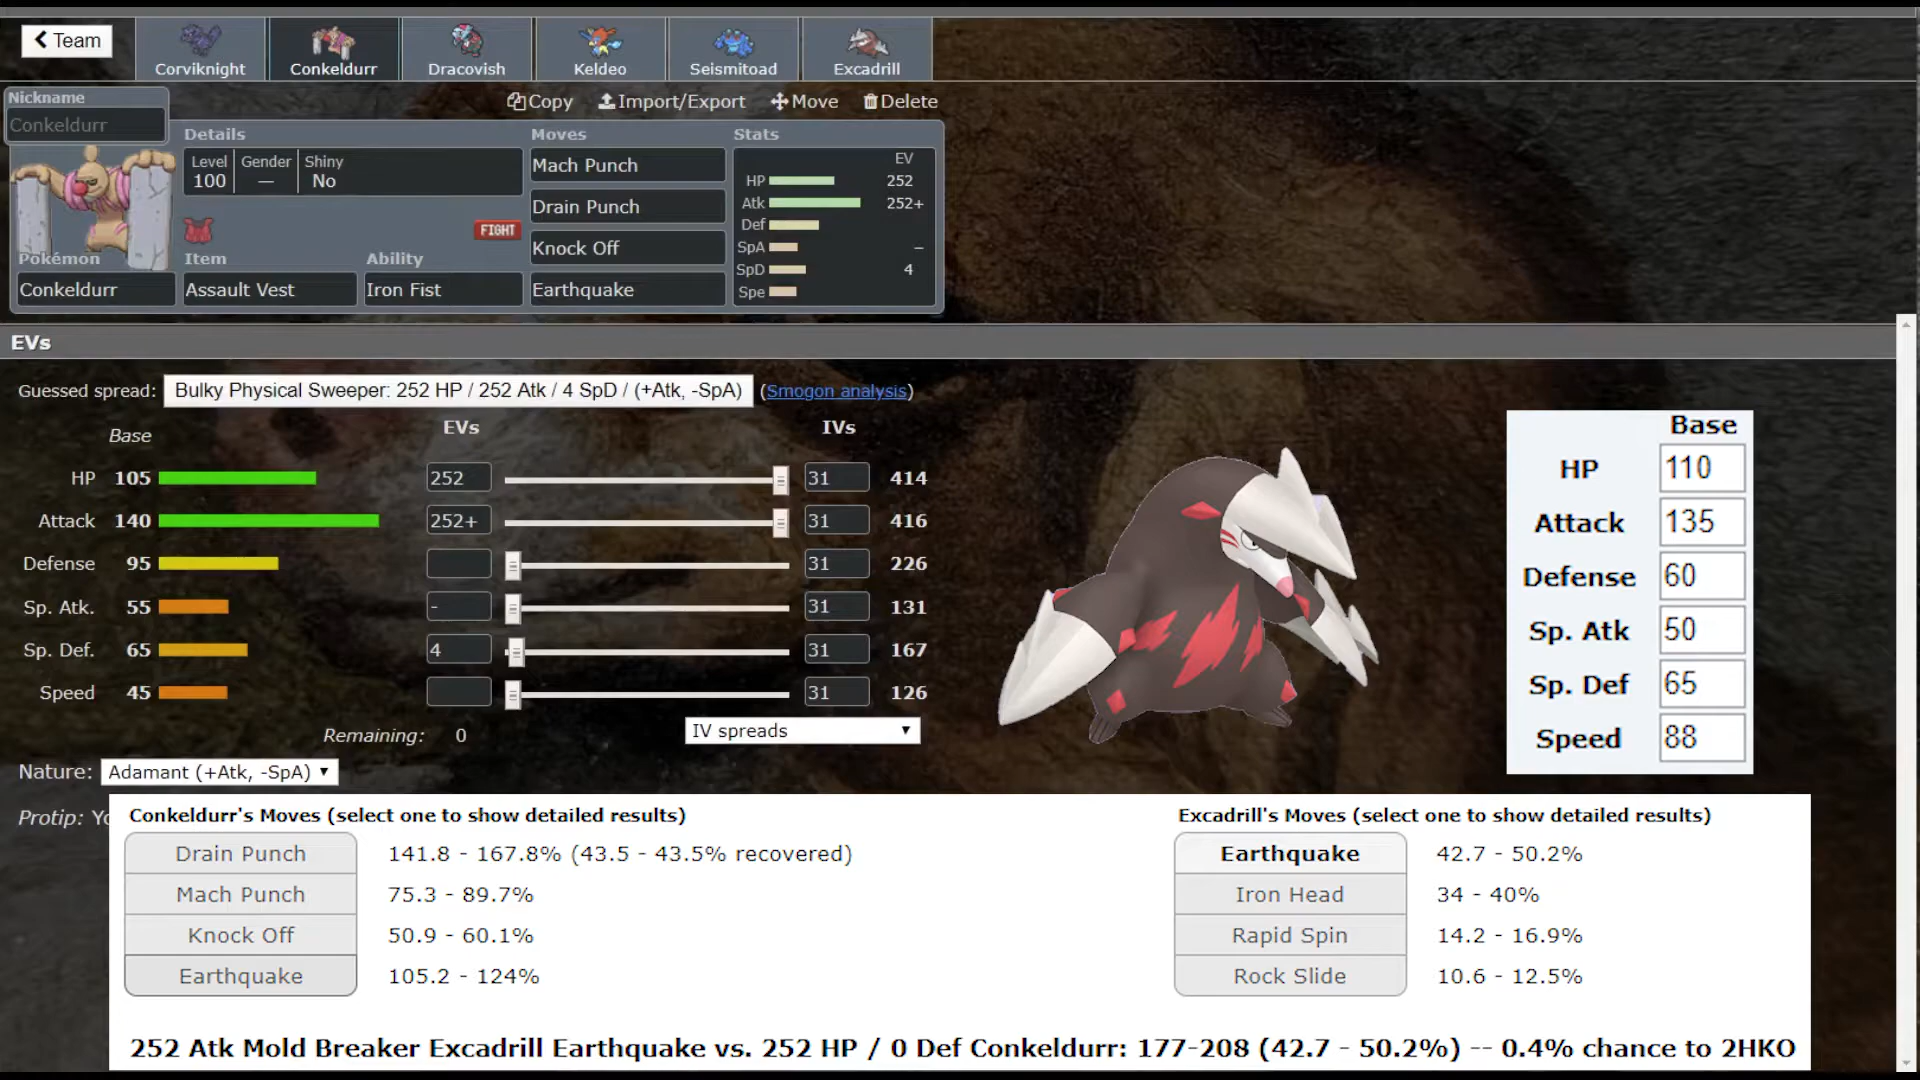 Team
Corviknight
Conkeldurr
Dracovish
Keldeo
Seismitoad
Excadrill
Nickname
Conkeldurr
Copy
Import/Export
Move
Delete
Details
Moves
Stats
Level
100
Gender
—
Shiny
No
FIGHT
Pokémon
Item
Ability
Conkeldurr
Assault Vest
Iron Fist
Mach Punch
Drain Punch
Knock Off
Earthquake
EV
HP 252
Atk 252+
Def
SpA −
SpD 4
Spe
EVs
Guessed spread: Bulky Physical Sweeper: 252 HP / 252 Atk / 4 SpD / (+Atk, -SpA) (Smogon analysis)
Base EVs IVs
HP 105 252 31 414
Attack 140 252+ 31 416
Defense 95 31 226
Sp. Atk. 55 - 31 131
Sp. Def. 65 4 31 167
Speed 45 31 126
Remaining: 0
IV spreads
Nature: Adamant (+Atk, -SpA)
Protip: Yo
Base
HP 110
Attack 135
Defense 60
Sp. Atk 50
Sp. Def 65
Speed 88
Conkeldurr's Moves (select one to show detailed results)
Drain Punch 141.8 - 167.8% (43.5 - 43.5% recovered)
Mach Punch 75.3 - 89.7%
Knock Off 50.9 - 60.1%
Earthquake 105.2 - 124%
Excadrill's Moves (select one to show detailed results)
Earthquake 42.7 - 50.2%
Iron Head 34 - 40%
Rapid Spin 14.2 - 16.9%
Rock Slide 10.6 - 12.5%
252 Atk Mold Breaker Excadrill Earthquake vs. 252 HP / 0 Def Conkeldurr: 177-208 (42.7 - 50.2%) -- 0.4% chance to 2HKO